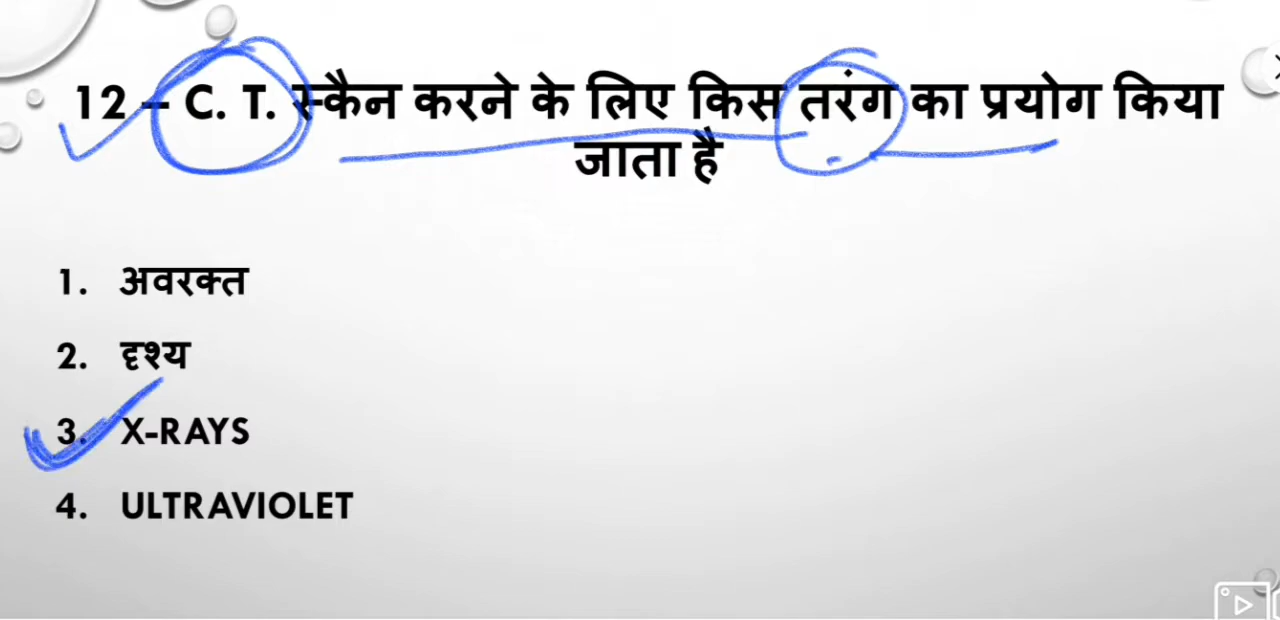 12 – C. T. स्कैन करने के लिए किस तरंग का प्रयोग किया
जाता है
1. अवरक्त
2. दृश्य
3. X-RAYS
4. ULTRAVIOLET